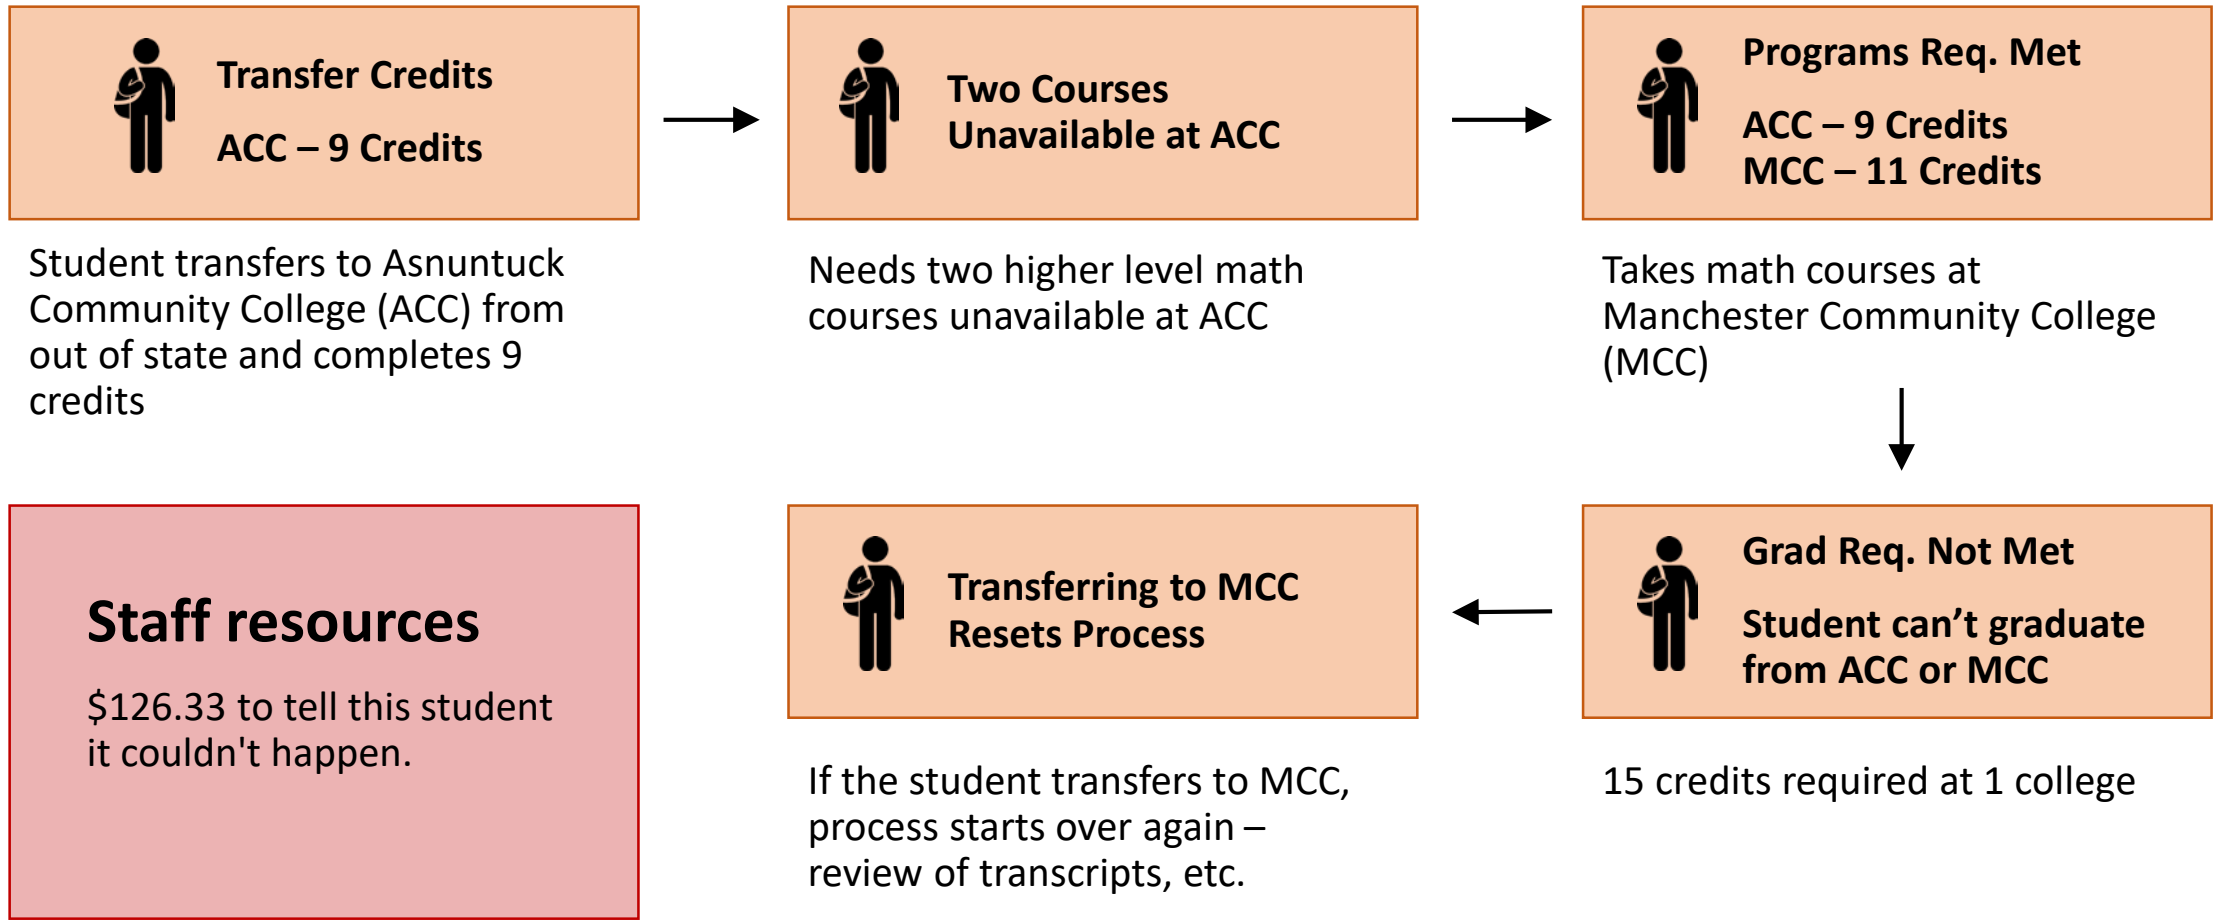 Transfer Credits
ACC – 9 Credits
Student transfers to Asnuntuck
Community College (ACC) from
out of state and completes 9
credits
Two Courses
Unavailable at ACC
Needs two higher level math
courses unavailable at ACC
Programs Req. Met
ACC – 9 Credits
MCC – 11 Credits
Takes math courses at
Manchester Community College
(MCC)
Grad Req. Not Met
Student can’t graduate
from ACC or MCC
15 credits required at 1 college
Transferring to MCC
Resets Process
If the student transfers to MCC,
process starts over again –
review of transcripts, etc.
Staff resources
$126.33 to tell this student
it couldn't happen.